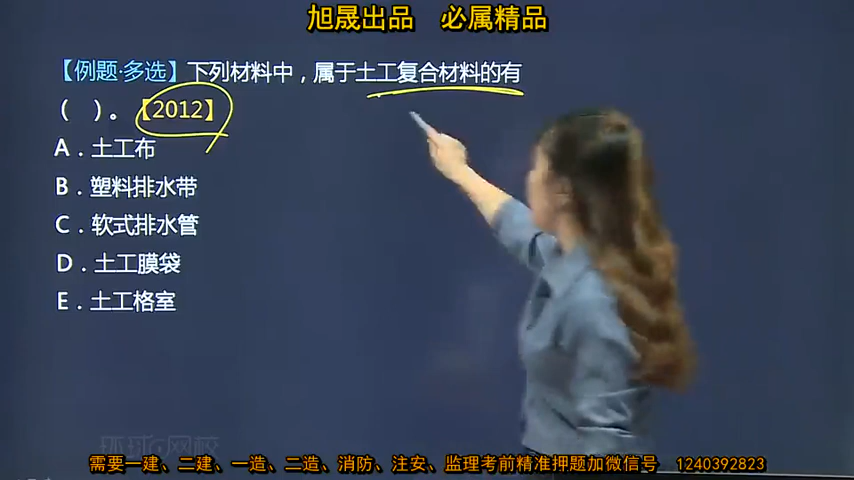 旭晟出品 必属精品
【例题·多选】下列材料中，属于土工复合材料的有
（ ）。【2012】
A．土工布
B．塑料排水带
C．软式排水管
D．土工膜袋
E．土工格室
环球网校
需要一建、二建、一造、二造、消防、注安、监理考前精准押题加微信号 1240392823